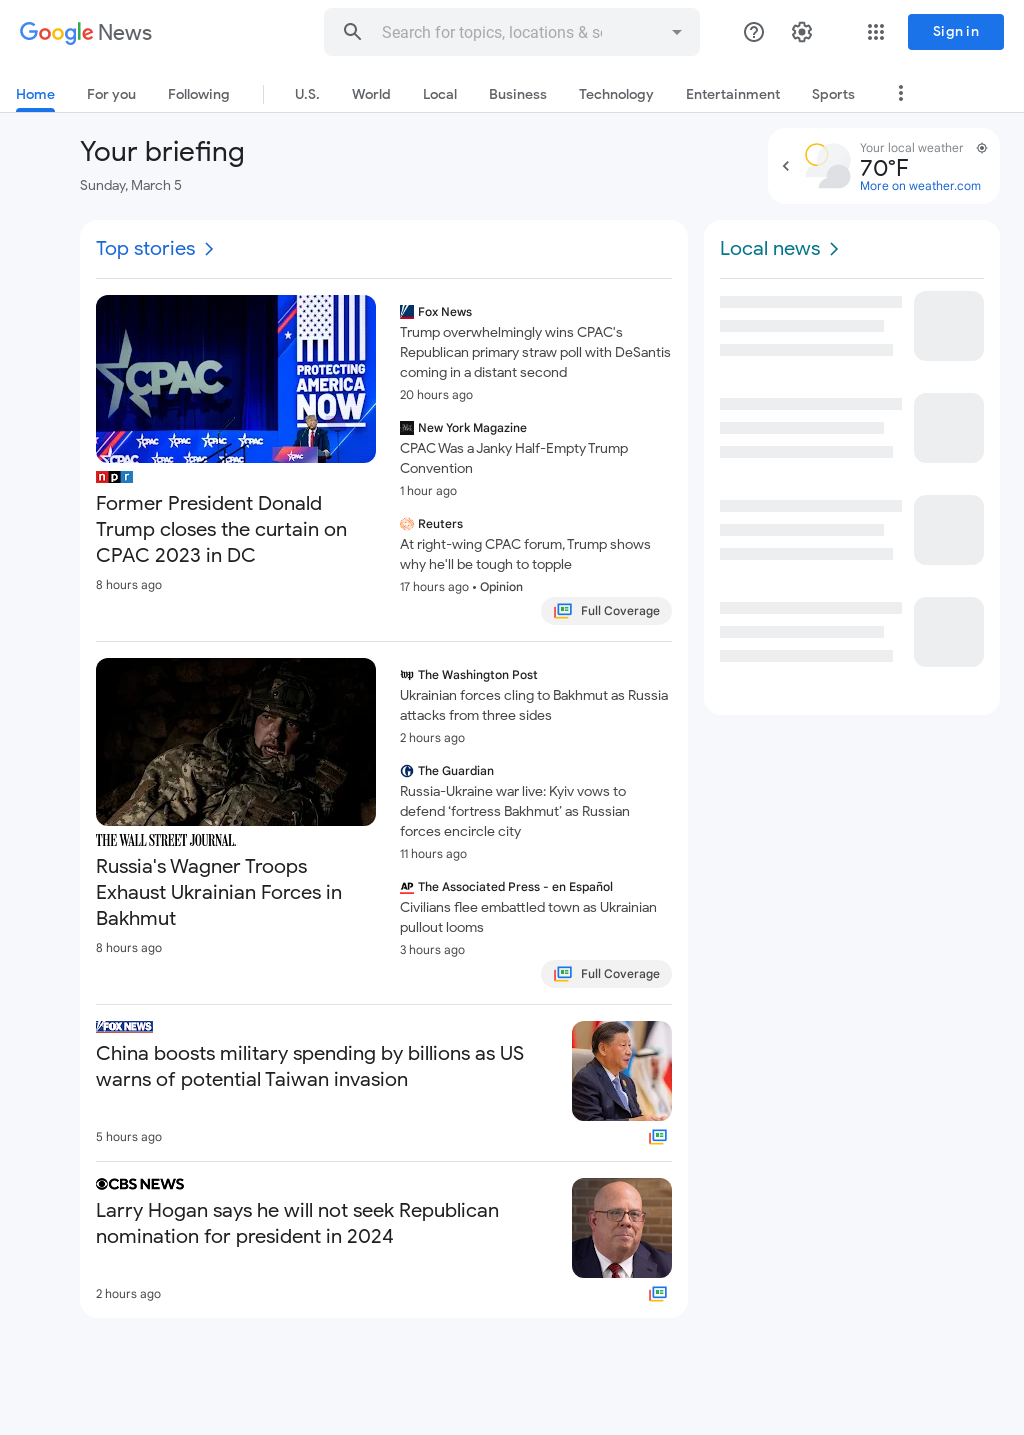 Google News
Search for topics, locations & so
Sign in
Home
For you
Following
U.S.
World
Local
Business
Technology
Entertainment
Sports
Your briefing
Sunday, March 5
Your local weather
70°F
More on weather.com
Top stories
CPAC
PROTECTING
AMERICA
NOW
CPAC CPAC CPAC CPAC
CPAC CPAC CPAC
CPAC
npr
Former President Donald
Trump closes the curtain on
CPAC 2023 in DC
8 hours ago
Fox News
Trump overwhelmingly wins CPAC's
Republican primary straw poll with DeSantis
coming in a distant second
20 hours ago
New York Magazine
CPAC Was a Janky Half-Empty Trump
Convention
1 hour ago
Reuters
At right-wing CPAC forum, Trump shows
why he'll be tough to topple
17 hours ago • Opinion
Full Coverage
THE WALL STREET JOURNAL.
Russia's Wagner Troops
Exhaust Ukrainian Forces in
Bakhmut
8 hours ago
wp The Washington Post
Ukrainian forces cling to Bakhmut as Russia
attacks from three sides
2 hours ago
The Guardian
Russia-Ukraine war live: Kyiv vows to
defend ‘fortress Bakhmut’ as Russian
forces encircle city
11 hours ago
AP The Associated Press - en Español
Civilians flee embattled town as Ukrainian
pullout looms
3 hours ago
Full Coverage
FOX NEWS
China boosts military spending by billions as US
warns of potential Taiwan invasion
5 hours ago
CBS NEWS
Larry Hogan says he will not seek Republican
nomination for president in 2024
2 hours ago
Local news